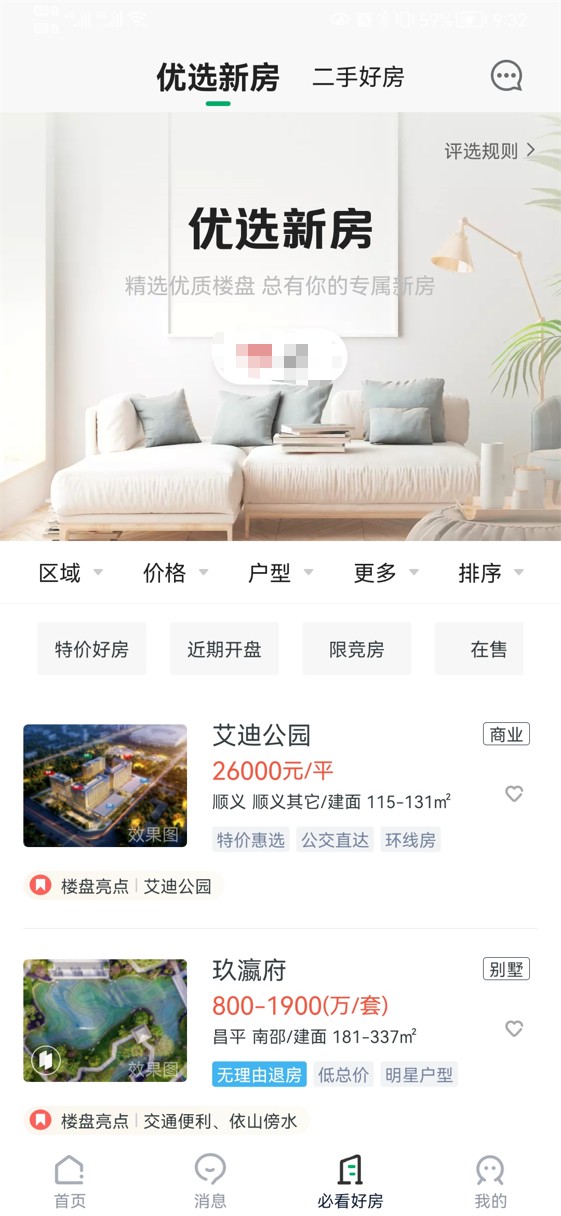 59% 9:32
优选新房 二手好房
评选规则
优选新房
精选优质楼盘 总有你的专属新房
区域 价格 户型 更多 排序
特价好房 近期开盘 限竞房 在售
艾迪公园 商业
26000元/平
顺义 顺义其它/建面 115-131㎡
效果图
特价惠选 公交直达 环线房
楼盘亮点 艾迪公园
玖瀛府 别墅
800-1900(万/套)
昌平 南邵/建面 181-337㎡
效果图
无理由退房 低总价 明星户型
楼盘亮点 交通便利、依山傍水
首页 消息 必看好房 我的